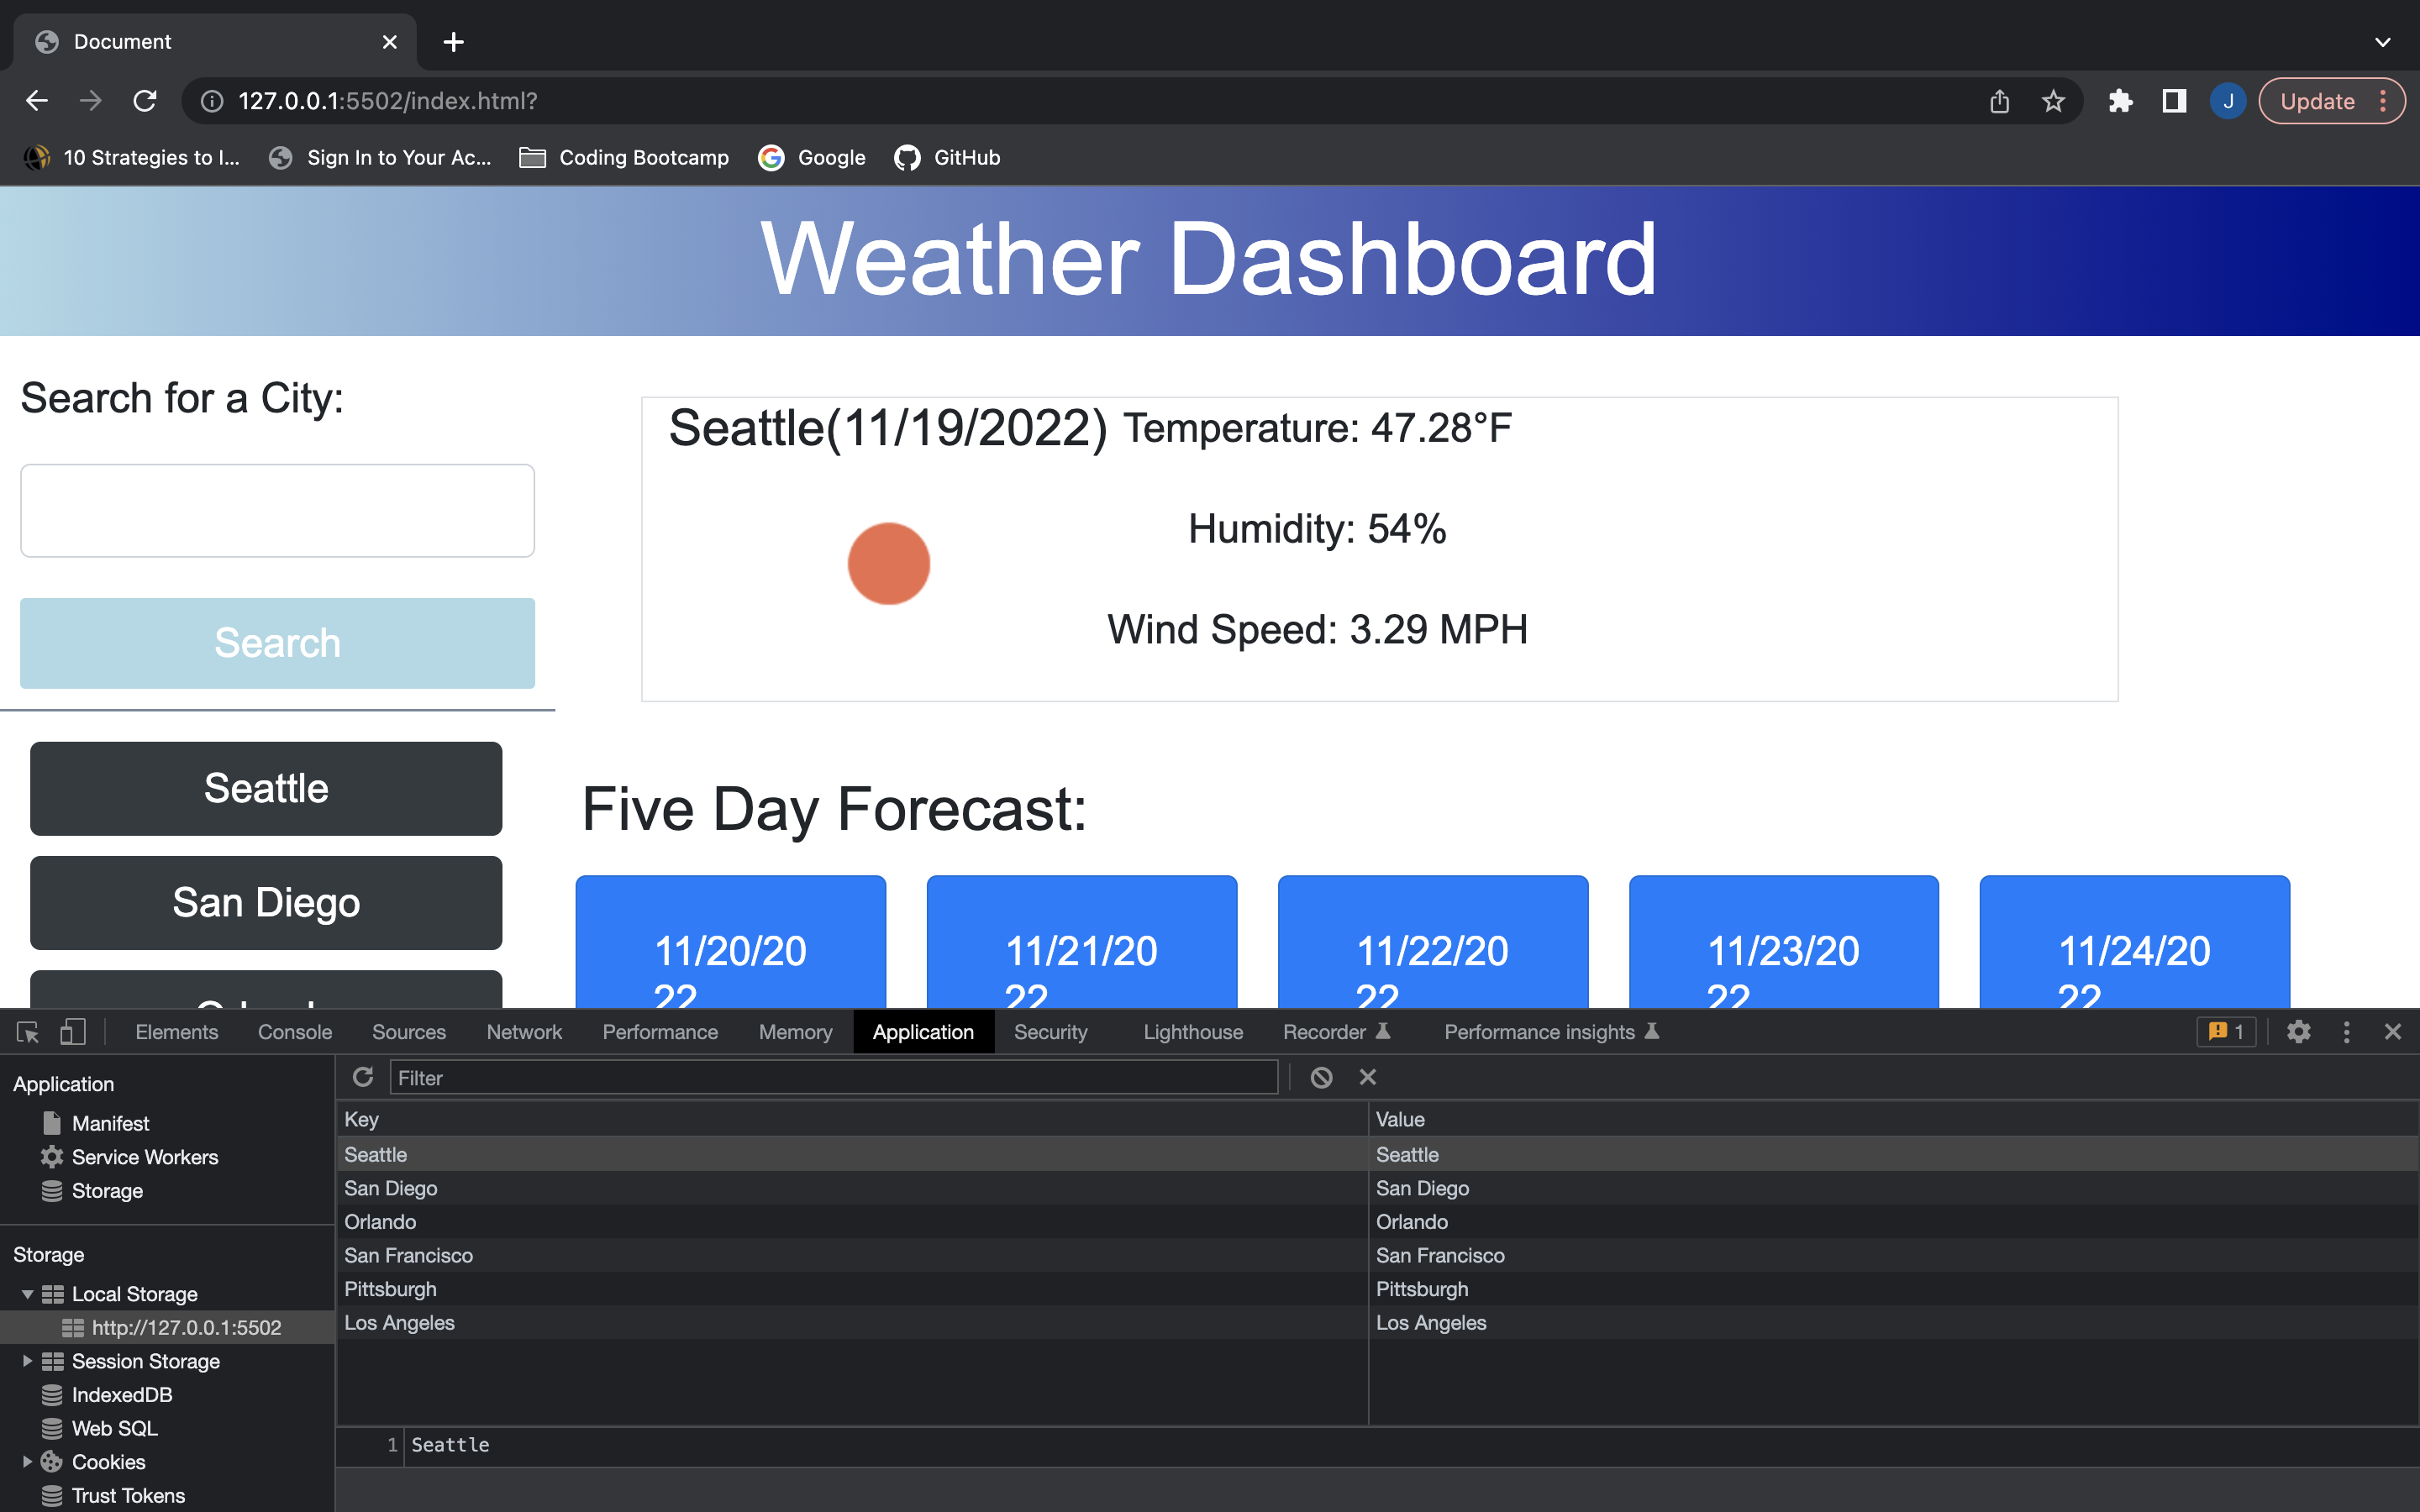 Document
127.0.0.1:5502/index.html?
J
Update
10 Strategies to I...
Sign In to Your Ac...
Coding Bootcamp
Google
GitHub
Weather Dashboard
Search for a City:
Search
Seattle
San Diego
Seattle(11/19/2022)
Temperature: 47.28°F
Humidity: 54%
Wind Speed: 3.29 MPH
Five Day Forecast:
11/20/20
22
11/21/20
22
11/22/20
22
11/23/20
22
11/24/20
22
Elements Console Sources Network Performance Memory Application Security Lighthouse Recorder Performance insights 1
Application
Manifest
Service Workers
Storage
Storage
Local Storage
http://127.0.0.1:5502
Session Storage
IndexedDB
Web SQL
Cookies
Trust Tokens
Filter
Key Value
Seattle Seattle
San Diego San Diego
Orlando Orlando
San Francisco San Francisco
Pittsburgh Pittsburgh
Los Angeles Los Angeles
1 Seattle